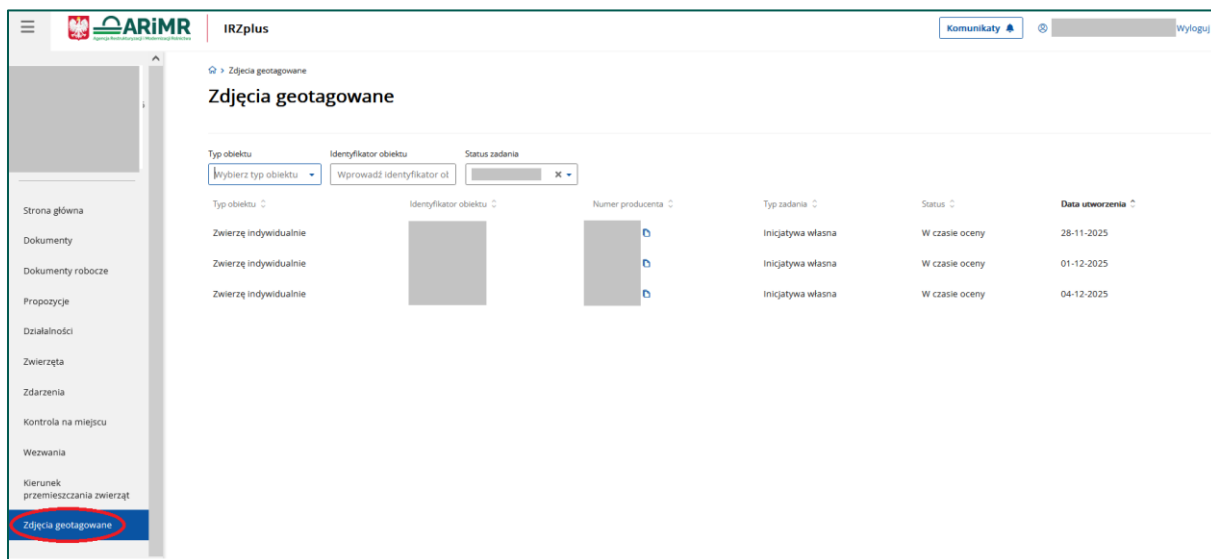 ARiMR
Agencja Restrukturyzacji i Modernizacji Rolnictwa
IRZplus
Komunikaty
Wyloguj
Zdjęcia geotagowane
Zdjęcia geotagowane
Typ obiektu Identyfikator obiektu Status zadania
Wybierz typ obiektu Wprowadź identyfikator ob
Typ obiektu Identyfikator obiektu Numer producenta Typ zadania Status Data utworzenia
Zwierzę indywidualnie Inicjatywa własna W czasie oceny 28-11-2025
Zwierzę indywidualnie Inicjatywa własna W czasie oceny 01-12-2025
Zwierzę indywidualnie Inicjatywa własna W czasie oceny 04-12-2025
Strona główna
Dokumenty
Dokumenty robocze
Propozycje
Działalności
Zwierzęta
Zdarzenia
Kontrola na miejscu
Wezwania
Kierunek
przemieszczania zwierząt
Zdjęcia geotagowane